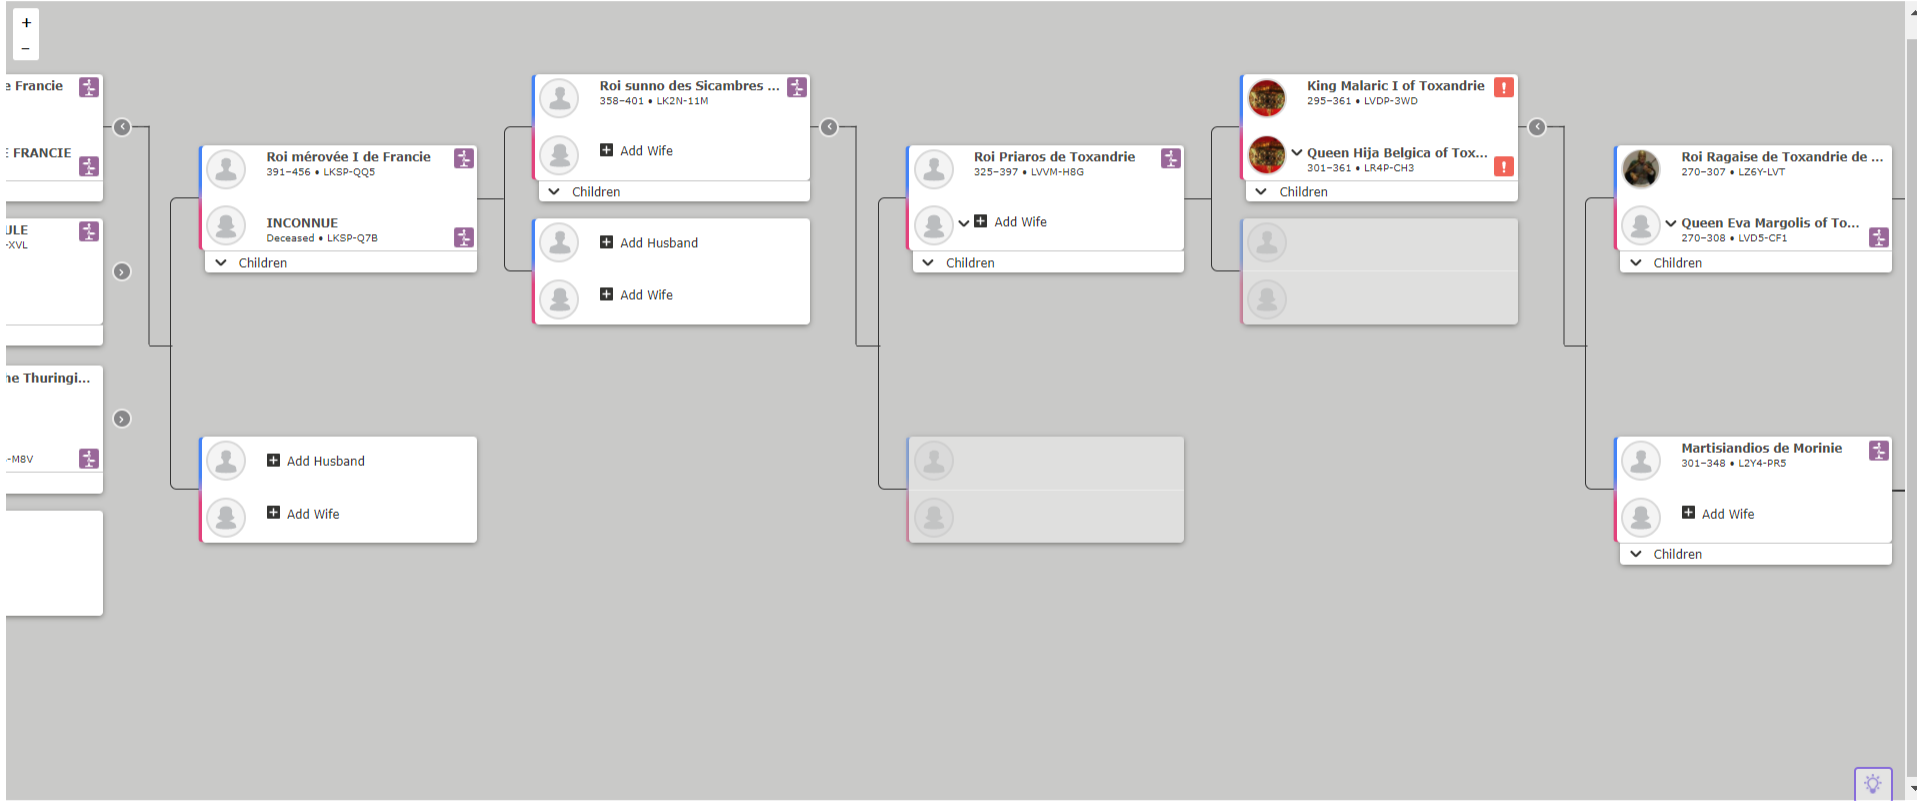 +
−
e Francie
E FRANCIE
ULE
-XVL
he Thuringi...
-M8V
Roi mérovée I de Francie
391–456 • LKSP-QQ5
INCONNUE
Deceased • LKSP-Q7B
Children
Add Husband
Add Wife
Roi sunno des Sicambres ...
358–401 • LK2N-11M
Add Wife
Children
Add Husband
Add Wife
Roi Priaros de Toxandrie
325–397 • LVVM-H8G
Add Wife
Children
King Malaric I of Toxandrie
295–361 • LVDP-3WD
Queen Hija Belgica of Tox...
301–361 • LR4P-CH3
Children
Roi Ragaise de Toxandrie de ...
270–307 • LZ6Y-LVT
Queen Eva Margolis of To...
270–308 • LVD5-CF1
Children
Martisiandios de Morinie
301–348 • L2Y4-PR5
Add Wife
Children